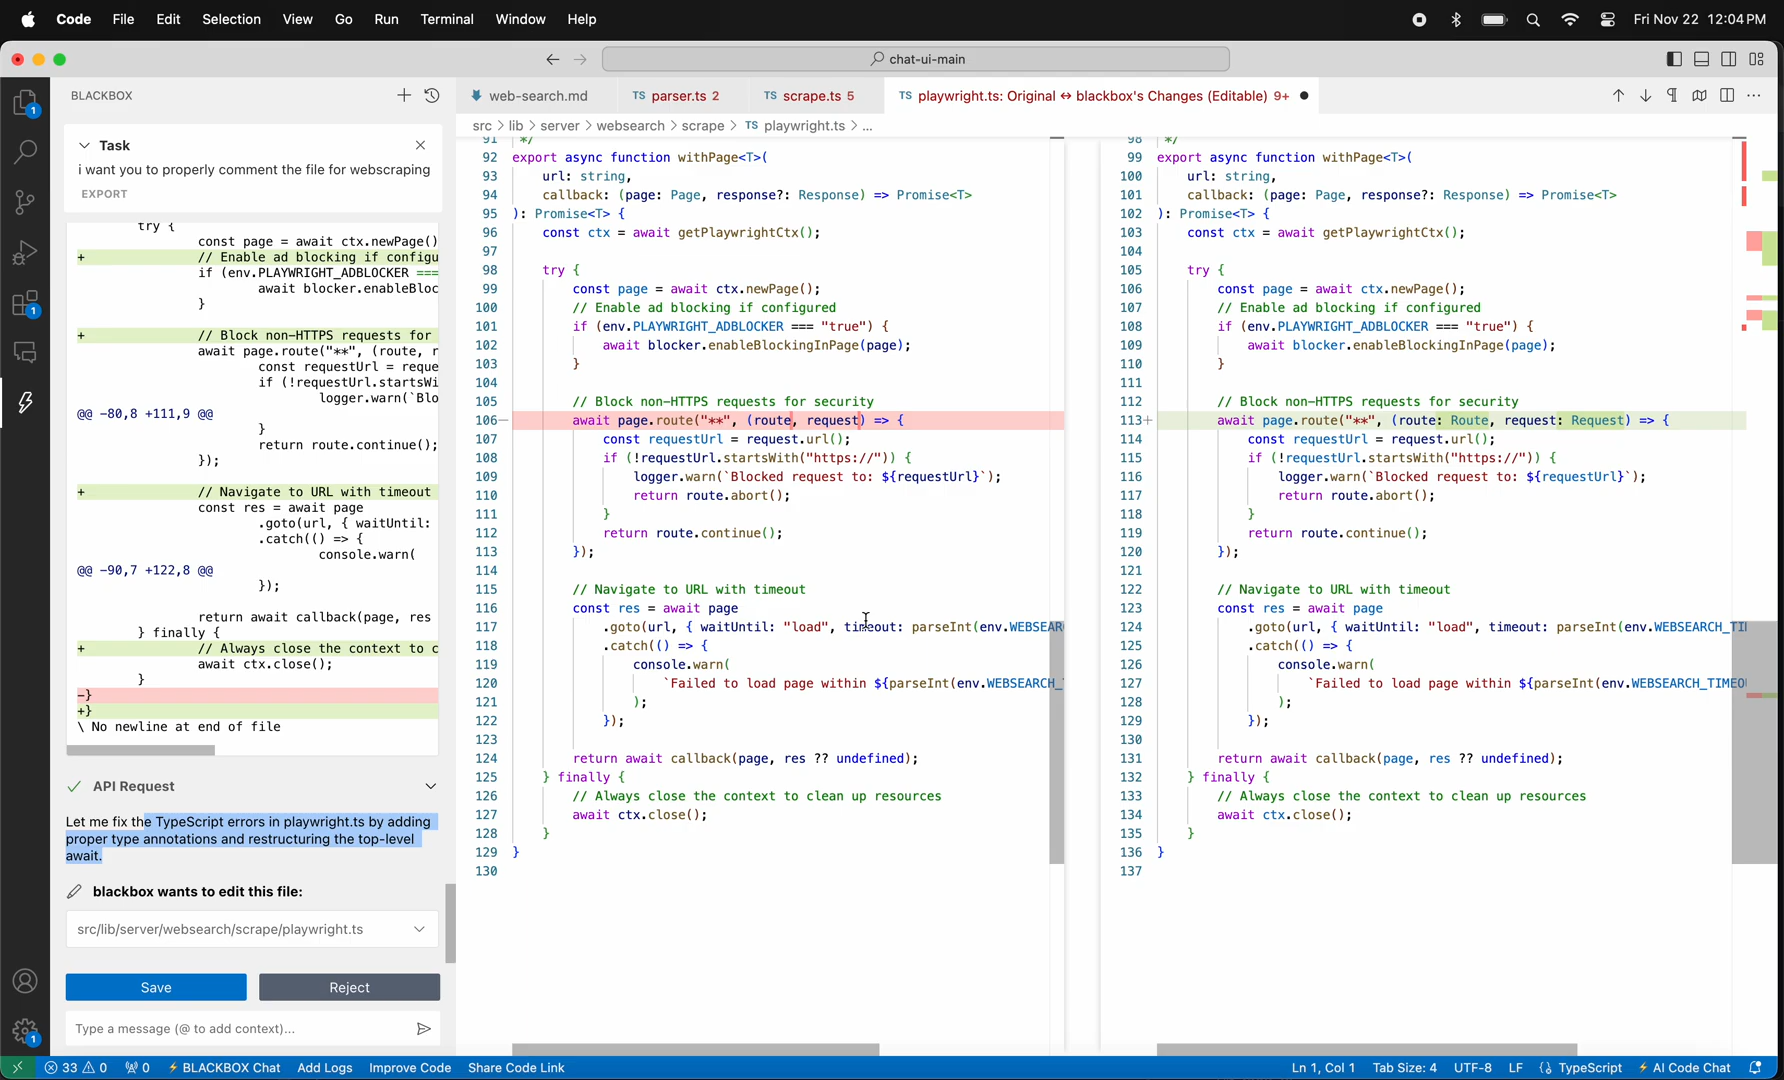 Code File Edit Selection View Go Run Terminal Window Help
Fri Nov 22 12:04 PM
chat-ui-main
BLACKBOX
Task
i want you to properly comment the file for webscraping
EXPORT
try {
const page = await ctx.newPage()
+ // Enable ad blocking if configu
if (env.PLAYWRIGHT_ADBLOCKER ===
await blocker.enableBloc
}
+ // Block non-HTTPS requests for
await page.route("**", (route, r
const requestUrl = reque
if (!requestUrl.startsWi
logger.warn(`Blo
@@ -80,8 +111,9 @@
}
return route.continue();
});
+ // Navigate to URL with timeout
const res = await page
.goto(url, { waitUntil:
.catch(() => {
console.warn(
@@ -90,7 +122,8 @@
});
return await callback(page, res
} finally {
+ // Always close the context to c
await ctx.close();
}
-}
+}
\ No newline at end of file
API Request
Let me fix the TypeScript errors in playwright.ts by adding
proper type annotations and restructuring the top-level
await.
blackbox wants to edit this file:
src/lib/server/websearch/scrape/playwright.ts
Save Reject
Type a message (@ to add context)...
web-search.md TS parser.ts 2 TS scrape.ts 5 TS playwright.ts: Original ↔ blackbox's Changes (Editable) 9+
src > lib > server > websearch > scrape > TS playwright.ts > ...
91 */
92 export async function withPage<T>(
93 url: string,
94 callback: (page: Page, response?: Response) => Promise<T>
95 ): Promise<T> {
96 const ctx = await getPlaywrightCtx();
97
98 try {
99 const page = await ctx.newPage();
100 // Enable ad blocking if configured
101 if (env.PLAYWRIGHT_ADBLOCKER === "true") {
102 await blocker.enableBlockingInPage(page);
103 }
104
105 // Block non-HTTPS requests for security
106- await page.route("**", (route, request) => {
107 const requestUrl = request.url();
108 if (!requestUrl.startsWith("https://")) {
109 logger.warn(`Blocked request to: ${requestUrl}`);
110 return route.abort();
111 }
112 return route.continue();
113 });
114
115 // Navigate to URL with timeout
116 const res = await page
117 .goto(url, { waitUntil: "load", timeout: parseInt(env.WEBSEAR
118 .catch(() => {
119 console.warn(
120 `Failed to load page within ${parseInt(env.WEBSEARCH_
121 );
122 });
123
124 return await callback(page, res ?? undefined);
125 } finally {
126 // Always close the context to clean up resources
127 await ctx.close();
128 }
129 }
130
98 */
99 export async function withPage<T>(
100 url: string,
101 callback: (page: Page, response?: Response) => Promise<T>
102 ): Promise<T> {
103 const ctx = await getPlaywrightCtx();
104
105 try {
106 const page = await ctx.newPage();
107 // Enable ad blocking if configured
108 if (env.PLAYWRIGHT_ADBLOCKER === "true") {
109 await blocker.enableBlockingInPage(page);
110 }
111
112 // Block non-HTTPS requests for security
113+ await page.route("**", (route: Route, request: Request) => {
114 const requestUrl = request.url();
115 if (!requestUrl.startsWith("https://")) {
116 logger.warn(`Blocked request to: ${requestUrl}`);
117 return route.abort();
118 }
119 return route.continue();
120 });
121
122 // Navigate to URL with timeout
123 const res = await page
124 .goto(url, { waitUntil: "load", timeout: parseInt(env.WEBSEARCH_TI
125 .catch(() => {
126 console.warn(
127 `Failed to load page within ${parseInt(env.WEBSEARCH_TIMEO
128 );
129 });
130
131 return await callback(page, res ?? undefined);
132 } finally {
133 // Always close the context to clean up resources
134 await ctx.close();
135 }
136 }
137
33 0 0 BLACKBOX Chat Add Logs Improve Code Share Code Link
Ln 1, Col 1 Tab Size: 4 UTF-8 LF {} TypeScript AI Code Chat